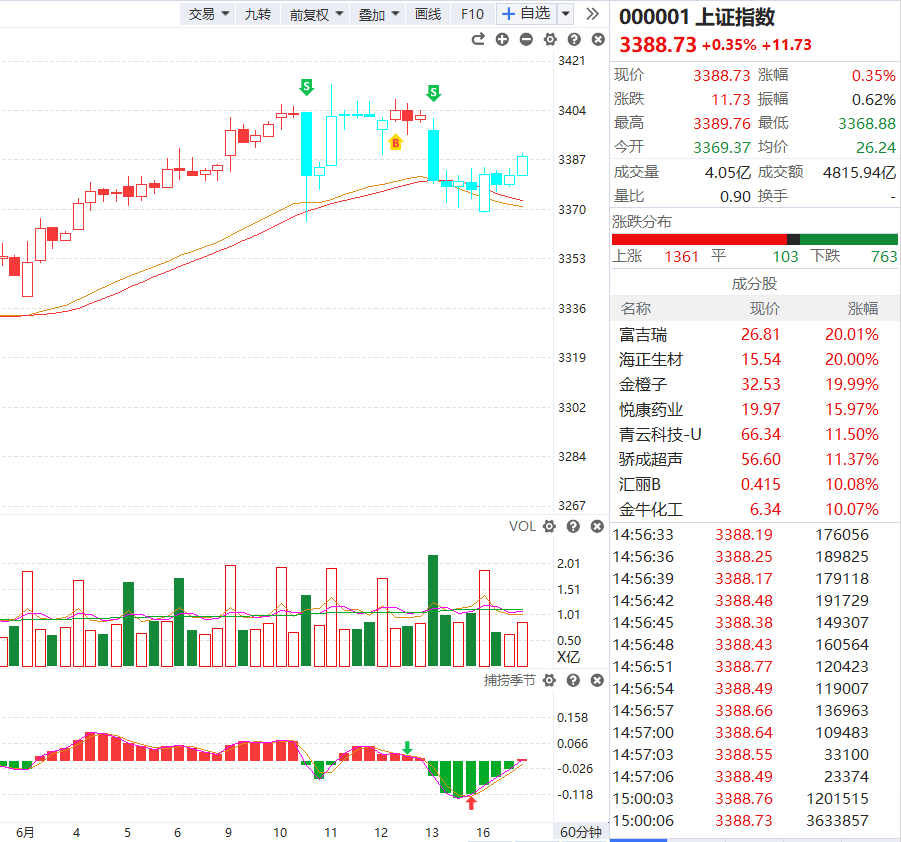 交易 九转 前复权 叠加 画线 F10 自选
3421
S
S
3404
B
3387
3370
3353
3336
3319
3302
3284
3267
VOL
2.01
1.51
1.01
0.50
X亿
捕捞季节
0.158
0.066
-0.026
-0.118
6月 4 5 6 9 10 11 12 13 16 60分钟
000001 上证指数
3388.73 +0.35% +11.73
现价 3388.73 涨幅 0.35%
涨跌 11.73 振幅 0.62%
最高 3389.76 最低 3368.88
今开 3369.37 均价 26.24
成交量 4.05亿 成交额 4815.94亿
量比 0.90 换手 -
涨跌分布
上涨 1361 平 103 下跌 763
成分股
名称 现价 涨幅
富吉瑞 26.81 20.01%
海正生材 15.54 20.00%
金橙子 32.53 19.99%
悦康药业 19.97 15.97%
青云科技-U 66.34 11.50%
骄成超声 56.60 11.37%
汇丽B 0.415 10.08%
金牛化工 6.34 10.07%
14:56:33 3388.19 176056
14:56:36 3388.25 189825
14:56:39 3388.17 179118
14:56:42 3388.48 191729
14:56:45 3388.38 149307
14:56:48 3388.43 160564
14:56:51 3388.77 120423
14:56:54 3388.49 119007
14:56:57 3388.66 136963
14:57:00 3388.64 109483
14:57:03 3388.55 33100
14:57:06 3388.49 23374
15:00:03 3388.76 1201515
15:00:06 3388.73 3633857